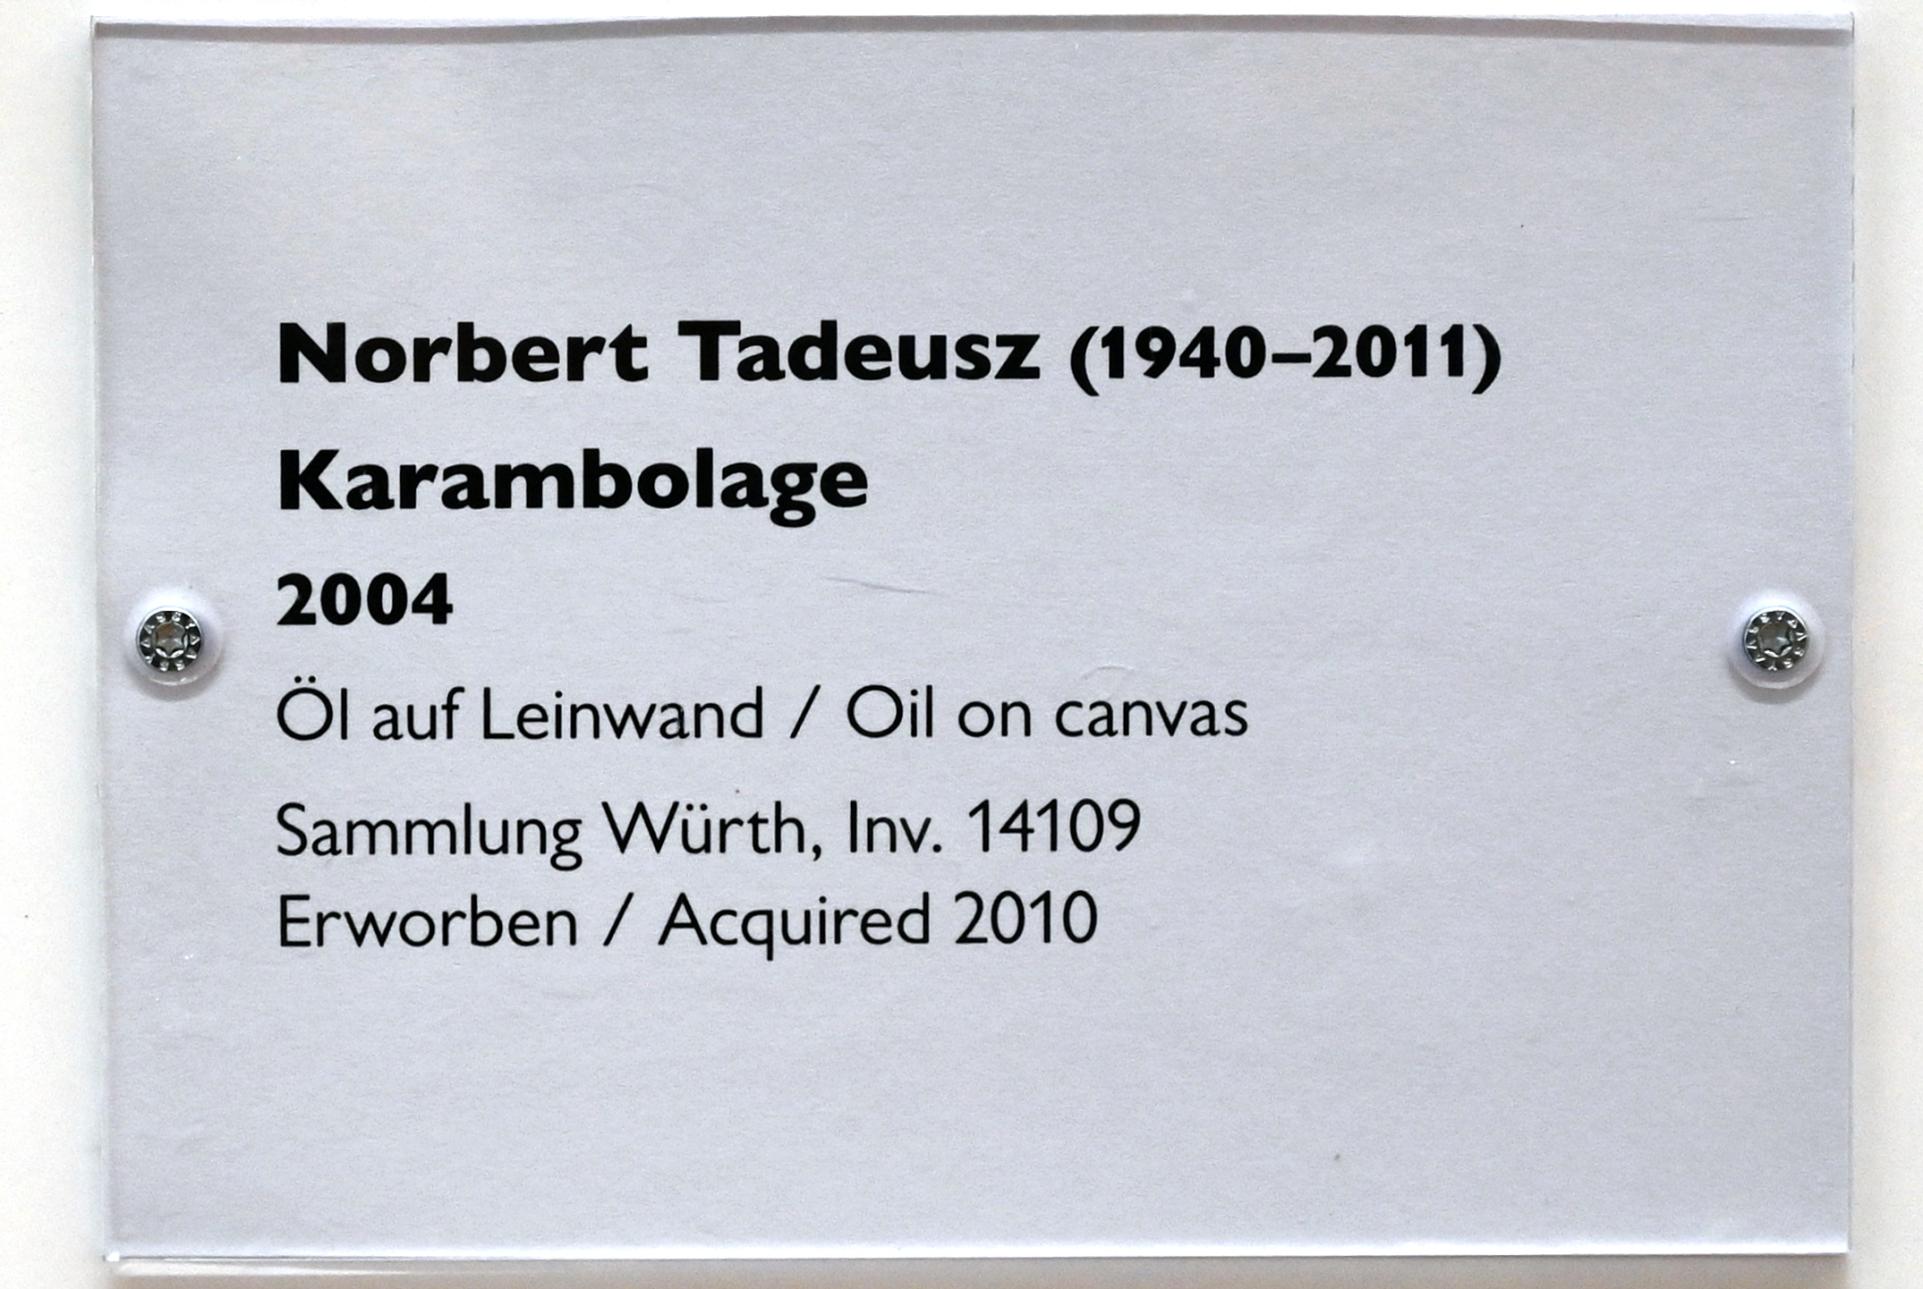 Norbert Tadeusz (1940–2011)
Karambolage
2004
Öl auf Leinwand / Oil on canvas
Sammlung Würth, Inv. 14109
Erworben / Acquired 2010